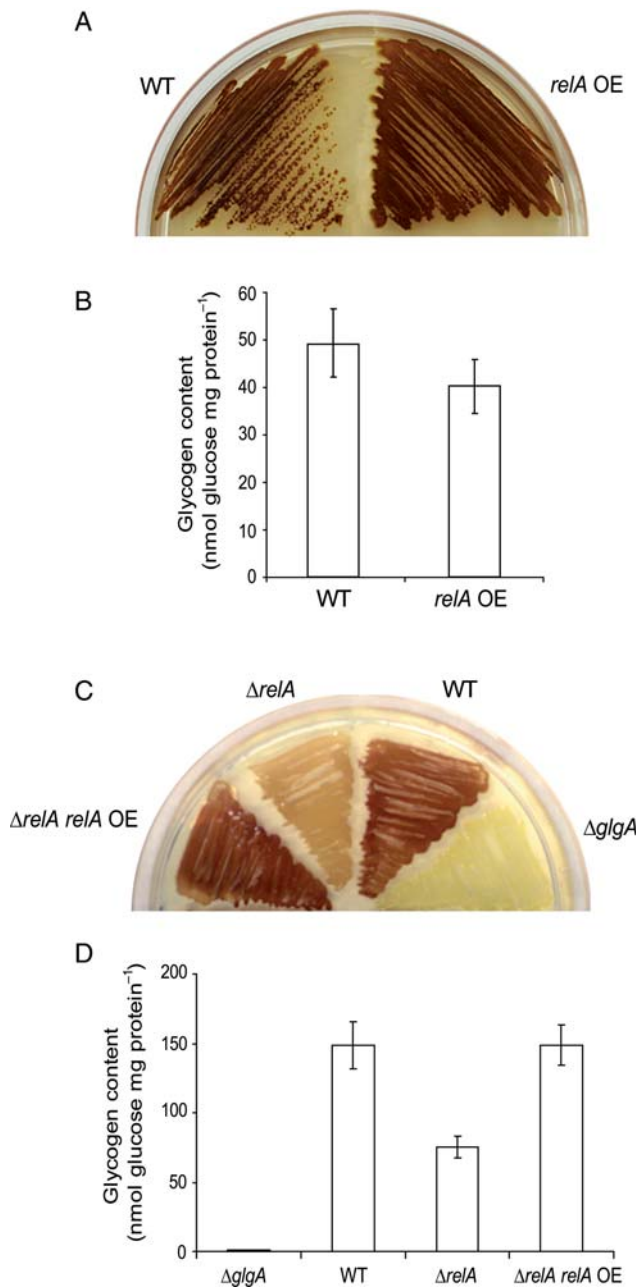 A
WT
relA OE
B
Glycogen content
(nmol glucose mg protein⁻¹)
60
50
40
30
20
10
0
WT
relA OE
C
ΔrelA
WT
ΔrelA relA OE
ΔglgA
D
Glycogen content
(nmol glucose mg protein⁻¹)
200
150
100
50
0
ΔglgA
WT
ΔrelA
ΔrelA relA OE